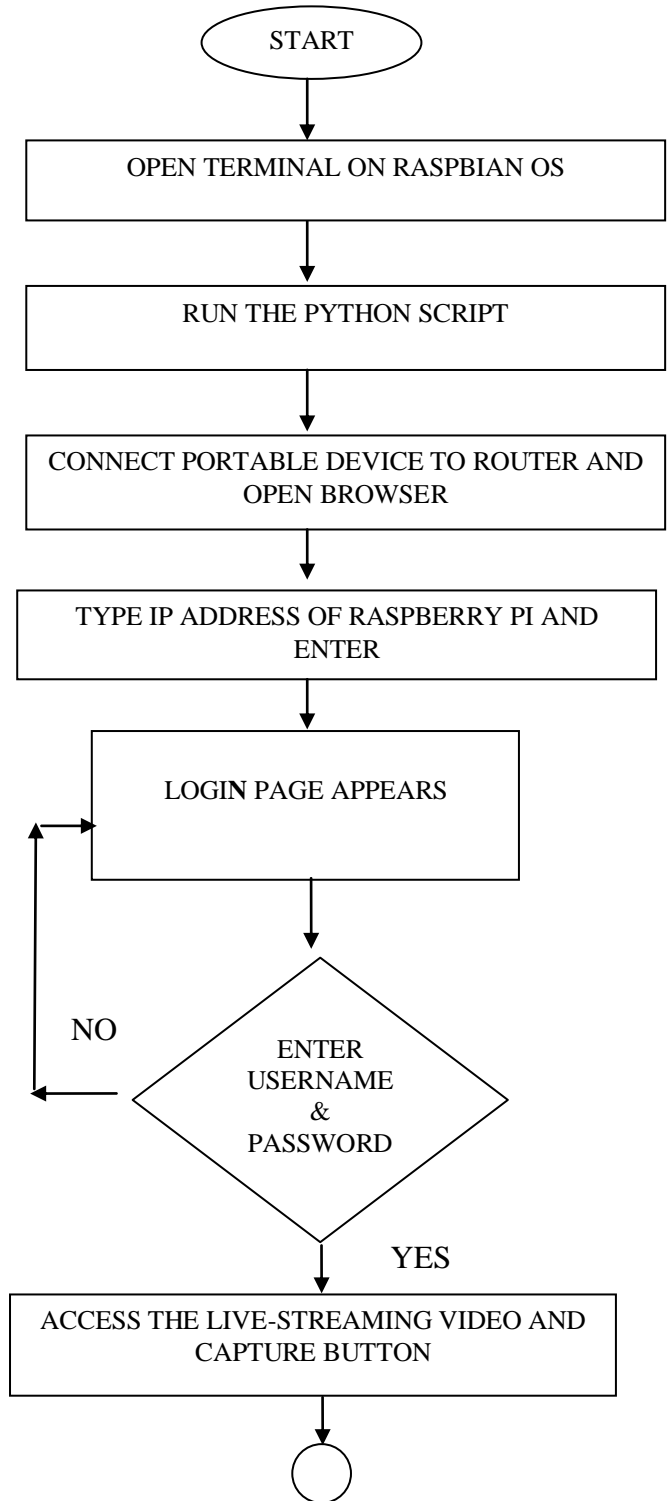 START
OPEN TERMINAL ON RASPBIAN OS
RUN THE PYTHON SCRIPT
CONNECT PORTABLE DEVICE TO ROUTER AND
OPEN BROWSER
TYPE IP ADDRESS OF RASPBERRY PI AND
ENTER
LOGIN PAGE APPEARS
NO
ENTER
USERNAME
&
PASSWORD
YES
ACCESS THE LIVE-STREAMING VIDEO AND
CAPTURE BUTTON